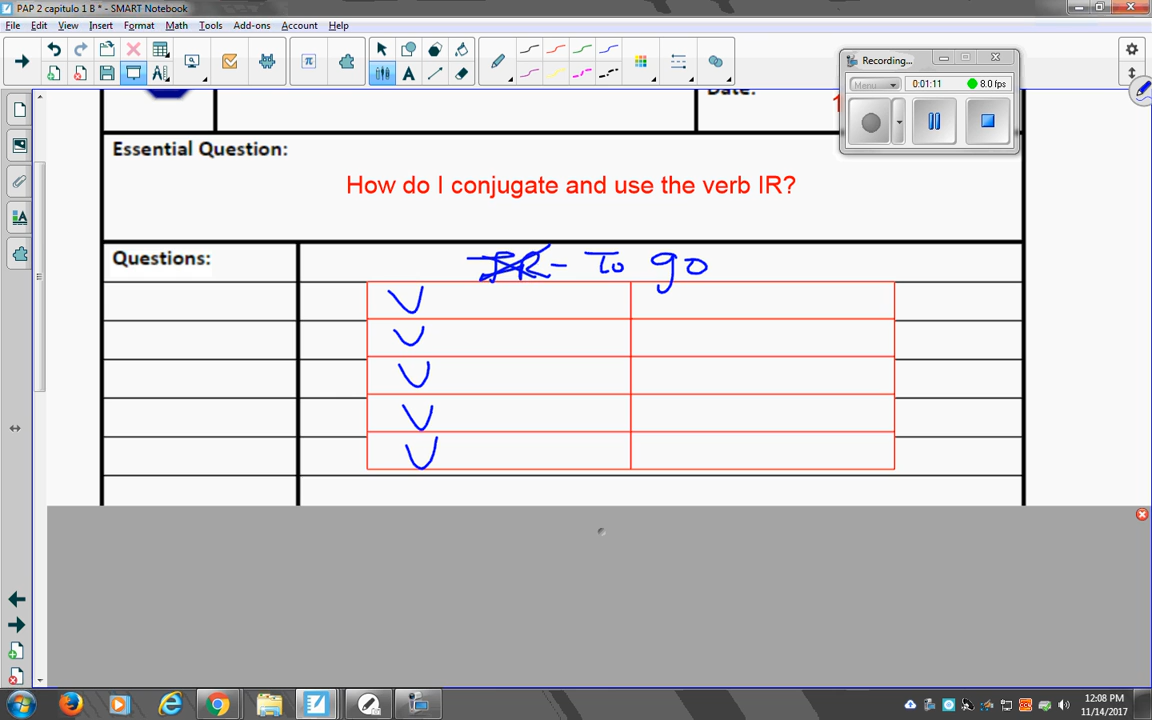 PAP 2 capitulo 1 B * - SMART Notebook
File Edit View Insert Format Math Tools Add-ons Account Help
Recording...
Menu 0:01:11 8.0 fps
Date:
Essential Question:
How do I conjugate and use the verb IR?
Questions:
IR - To go
V
V
V
V
V
12:08 PM
11/14/2017